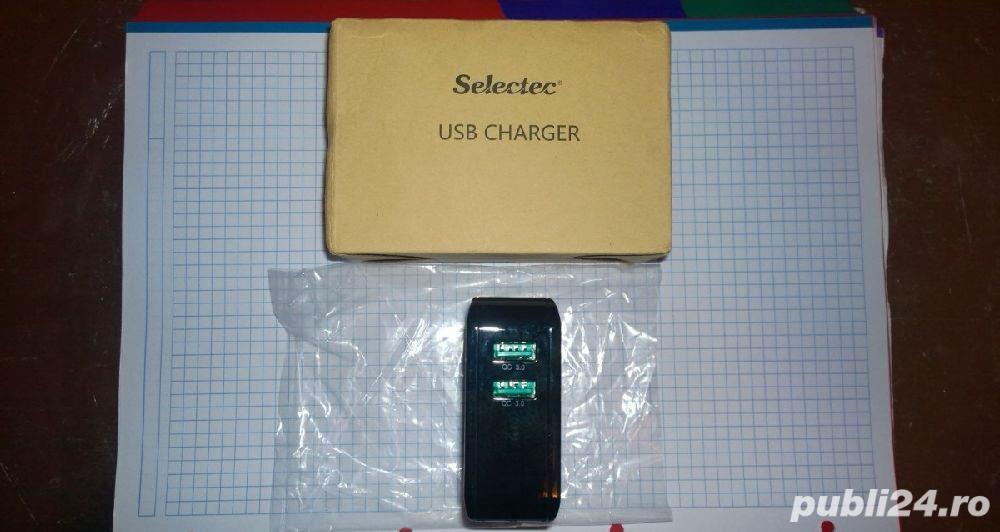 Selectec®
USB CHARGER
QC 3.0
QC 3.0
publi24.ro